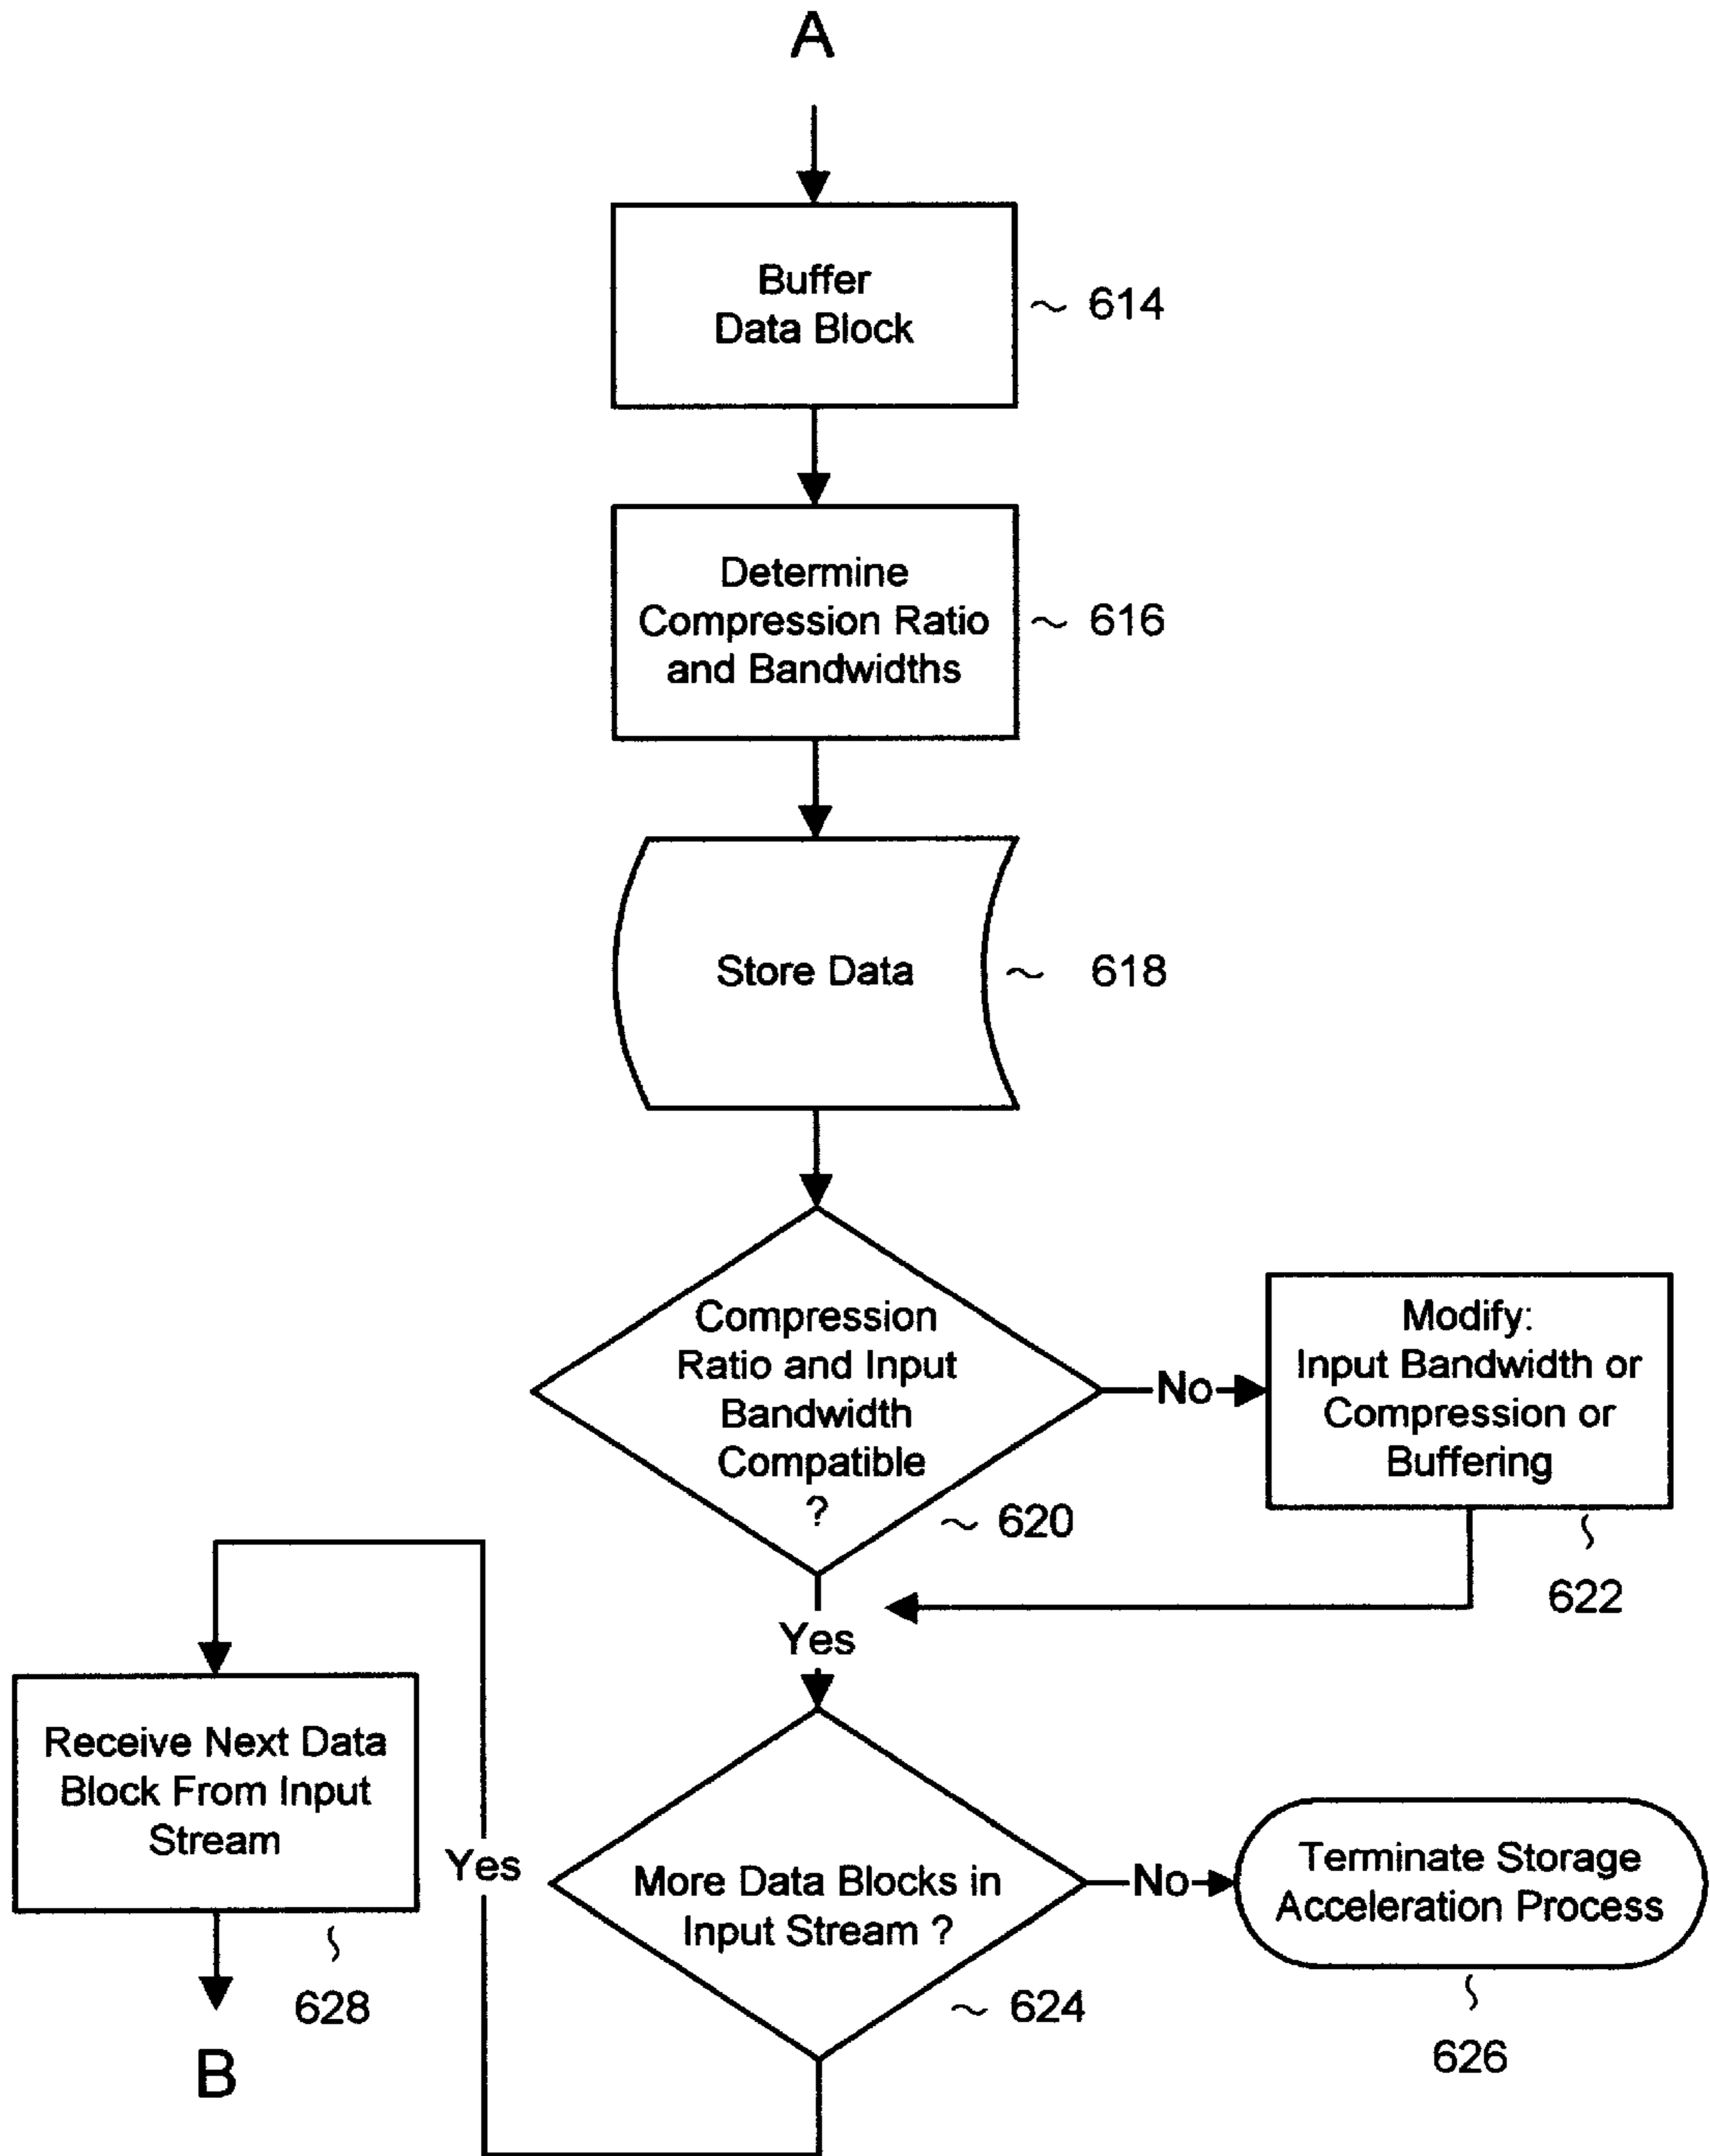 A
Buffer
Data Block
~ 614
Determine
Compression Ratio
and Bandwidths
~ 616
Store Data
~ 618
Compression
Ratio and Input
Bandwidth
Compatible
?
~ 620
No
Modify:
Input Bandwidth or
Compression or
Buffering
622
Yes
Receive Next Data
Block From Input
Stream
628
B
Yes
More Data Blocks in
Input Stream ?
~ 624
No
Terminate Storage
Acceleration Process
626